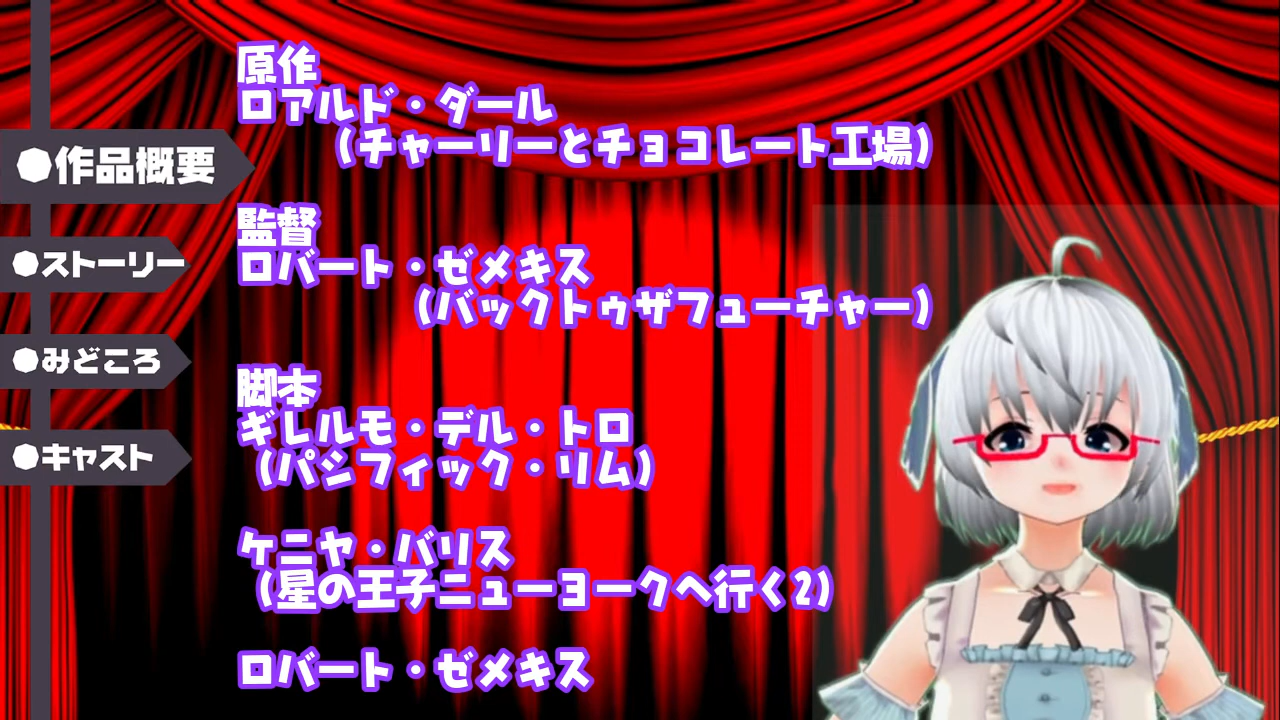 ●作品概要
●ストーリー
●みどころ
●キャスト
原作
ロアルド・ダール
(チャーリーとチョコレート工場)
監督
ロバート・ゼメキス
(バックトゥザフューチャー)
脚本
ギレルモ・デル・トロ
(パシフィック・リム)
ケニヤ・バリス
(星の王子ニューヨークへ行く2)
ロバート・ゼメキス